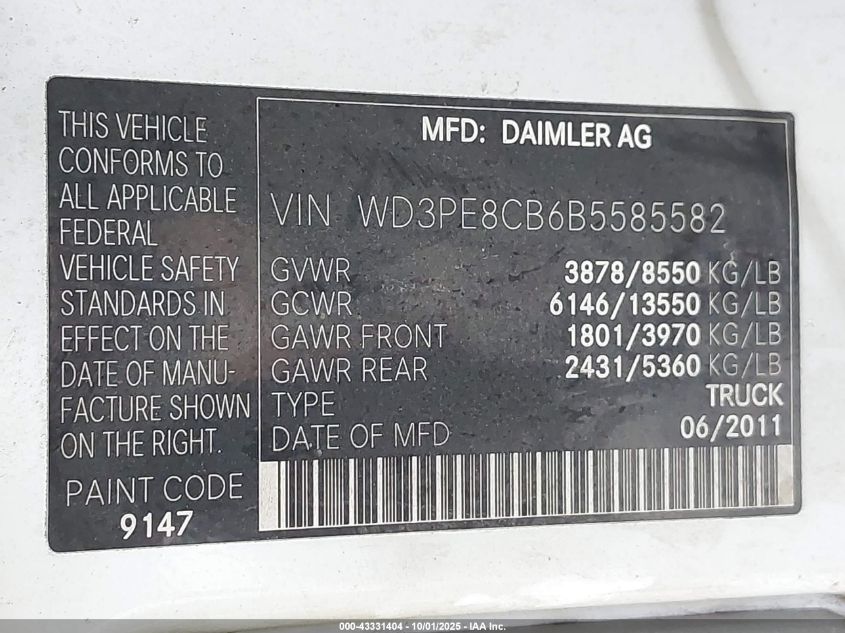 THIS VEHICLE
CONFORMS TO
ALL APPLICABLE
FEDERAL
VEHICLE SAFETY
STANDARDS IN
EFFECT ON THE
DATE OF MANU-
FACTURE SHOWN
ON THE RIGHT.
PAINT CODE
9147
MFD: DAIMLER AG
VIN WD3PE8CB6B5585582
GVWR 3878/8550 KG/LB
GCWR 6146/13550 KG/LB
GAWR FRONT 1801/3970 KG/LB
GAWR REAR 2431/5360 KG/LB
TYPE TRUCK
DATE OF MFD 06/2011
000-43331404 - 10/01/2025 - IAA Inc.